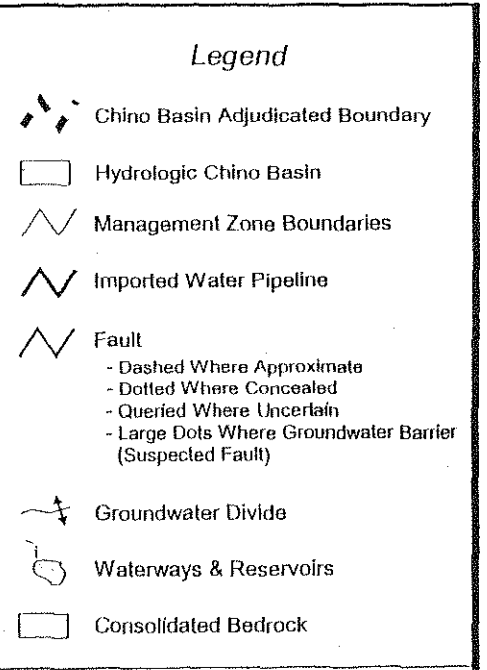 Legend
Chino Basin Adjudicated Boundary
Hydrologic Chino Basin
Management Zone Boundaries
Imported Water Pipeline
Fault
- Dashed Where Approximate
- Dotted Where Concealed
- Queried Where Uncertain
- Large Dots Where Groundwater Barrier
(Suspected Fault)
Groundwater Divide
Waterways & Reservoirs
Consolidated Bedrock